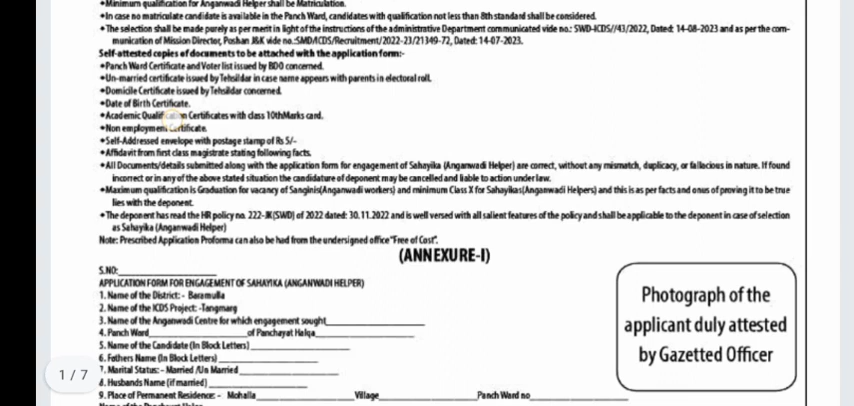 •Minimum qualification for Anganwadi Helper shall be Matriculation.
•In case no matriculate candidate is available in the Panch Ward, candidates with qualification not less than 8th standard shall be considered.
•The selection shall be made purely as per merit in light of the instructions of the administrative Department communicated vide no.: SWD-ICDS//43/2022, Dated: 14-08-2023 and as per the com-
munication of Mission Director, Poshan J&K vide no.:SMD/ICDS/Recruitment/2022-23/21349-72, Dated: 14-07-2023.
Self-attested copies of documents to be attached with the application form:-
•Panch Ward Certificate and Voter list issued by BDO concerned.
•Un-married certificate issued by Tehsildar in case name appears with parents in electoral roll.
•Domicile Certificate issued by Tehsildar concerned.
•Date of Birth Certificate.
•Academic Qualification Certificates with class 10thMarks card.
•Non employment Certificate.
•Self-Addressed envelope with postage stamp of Rs 5/-
•Affidavit from first class magistrate stating following facts.
•All Documents/details submitted along with the application form for engagement of Sahayika (Anganwadi Helper) are correct, without any mismatch, duplicacy, or fallacious in nature. If found
incorrect or in any of the above stated situation the candidature of deponent may be cancelled and liable to action under law.
•Maximum qualification is Graduation for vacancy of Sanginis(Anganwadi workers) and minimum Class X for Sahayikas(Anganwadi Helpers) and this is as per facts and onus of proving it to be true
lies with the deponent.
•The deponent has read the HR policy no. 222-JK(SWD) of 2022 dated: 30.11.2022 and is well versed with all salient features of the policy and shall be applicable to the deponent in case of selection
as Sahayika (Anganwadi Helper)
Note: Prescribed Application Proforma can also be had from the undersigned office "Free of Cost".
(ANNEXURE-I)
S.NO:
APPLICATION FORM FOR ENGAGEMENT OF SAHAYIKA (ANGANWADI HELPER)
1. Name of the District: - Baramulla
2. Name of the ICDS Project: -Tangmarg
3. Name of the Anganwadi Centre for which engagement sought
4. Panch Ward of Panchayat Halqa
5. Name of the Candidate (In Block Letters)
6. Fathers Name (In Block Letters)
7. Marital Status: - Married /Un Married
8. Husbands Name (if married)
9. Place of Permanent Residence: - Mohalla Village Panch Ward no
Photograph of the
applicant duly attested
by Gazetted Officer
1 / 7